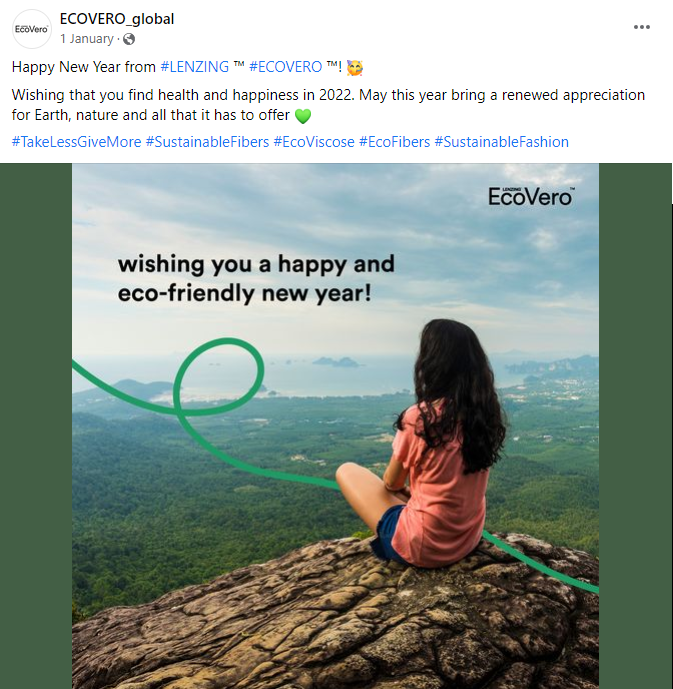 EcoVero
ECOVERO_global
1 January ·
Happy New Year from #LENZING ™ #ECOVERO ™! 🥳
Wishing that you find health and happiness in 2022. May this year bring a renewed appreciation
for Earth, nature and all that it has to offer 💚
#TakeLessGiveMore #SustainableFibers #EcoViscose #EcoFibers #SustainableFashion
LENZING
EcoVero™
wishing you a happy and
eco-friendly new year!